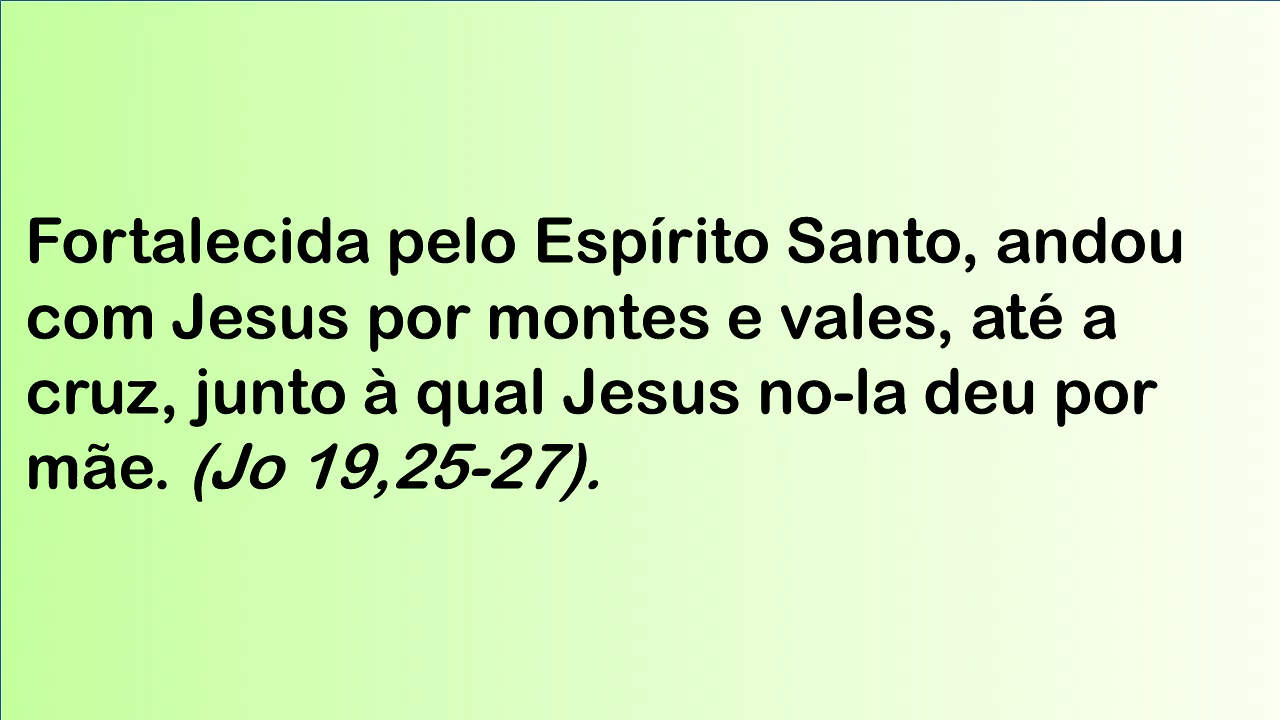 Fortalecida pelo Espírito Santo, andou
com Jesus por montes e vales, até a
cruz, junto à qual Jesus no-la deu por
mãe. (Jo 19,25-27).